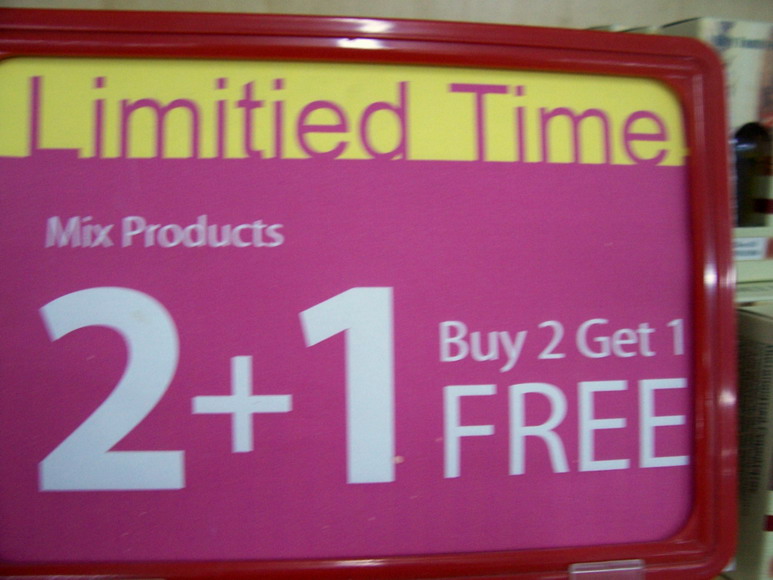 Limitied Time
Mix Products
2+1
Buy 2 Get 1
FREE